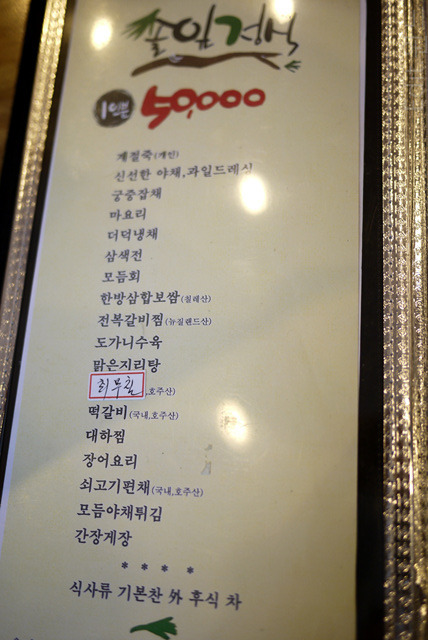 솔잎정식
1인분 50,000
계절죽(개인)
신선한 야채,과일드레싱
궁중잡채
마요리
더덕냉채
삼색전
모듬회
한방삼합보쌈(칠레산)
전복갈비찜(뉴질랜드산)
도가니수육
맑은지리탕
회무침,호주산)
떡갈비(국내,호주산)
대하찜
장어요리
쇠고기편채(국내,호주산)
모듬야채튀김
간장게장
* * * *
식사류 기본찬 外 후식 차